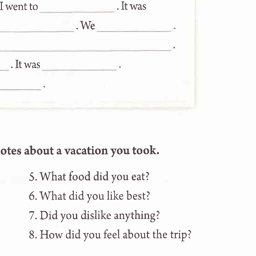 I went to ____________ . It was
____________ . We ____________ .
____________ .
__ . It was ____________ .
________ .
otes about a vacation you took.
5. What food did you eat?
6. What did you like best?
7. Did you dislike anything?
8. How did you feel about the trip?